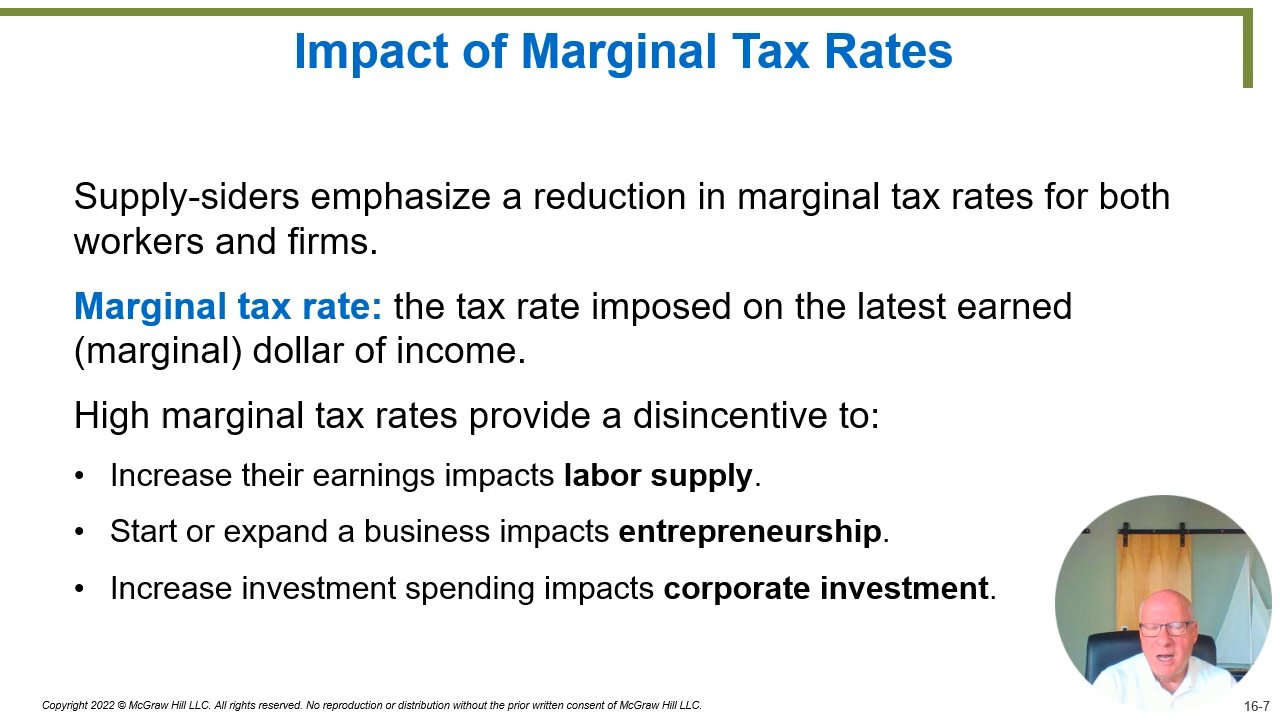 Impact of Marginal Tax Rates
Supply-siders emphasize a reduction in marginal tax rates for both
workers and firms.
Marginal tax rate: the tax rate imposed on the latest earned
(marginal) dollar of income.
High marginal tax rates provide a disincentive to:
• Increase their earnings impacts labor supply.
• Start or expand a business impacts entrepreneurship.
• Increase investment spending impacts corporate investment.
Copyright 2022 © McGraw Hill LLC. All rights reserved. No reproduction or distribution without the prior written consent of McGraw Hill LLC.
16-7